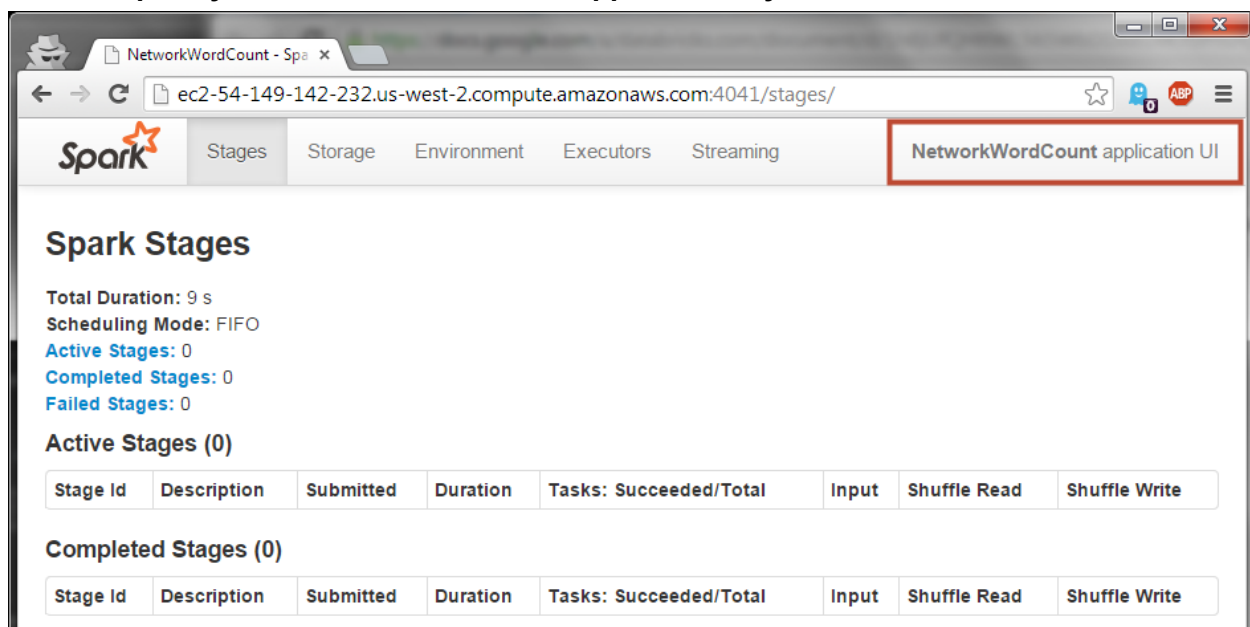 NetworkWordCount - Spa ×
ec2-54-149-142-232.us-west-2.compute.amazonaws.com:4041/stages/
0
ABP
Spark Stages Storage Environment Executors Streaming NetworkWordCount application UI
Spark Stages
Total Duration: 9 s
Scheduling Mode: FIFO
Active Stages: 0
Completed Stages: 0
Failed Stages: 0
Active Stages (0)
Stage Id Description Submitted Duration Tasks: Succeeded/Total Input Shuffle Read Shuffle Write
Completed Stages (0)
Stage Id Description Submitted Duration Tasks: Succeeded/Total Input Shuffle Read Shuffle Write